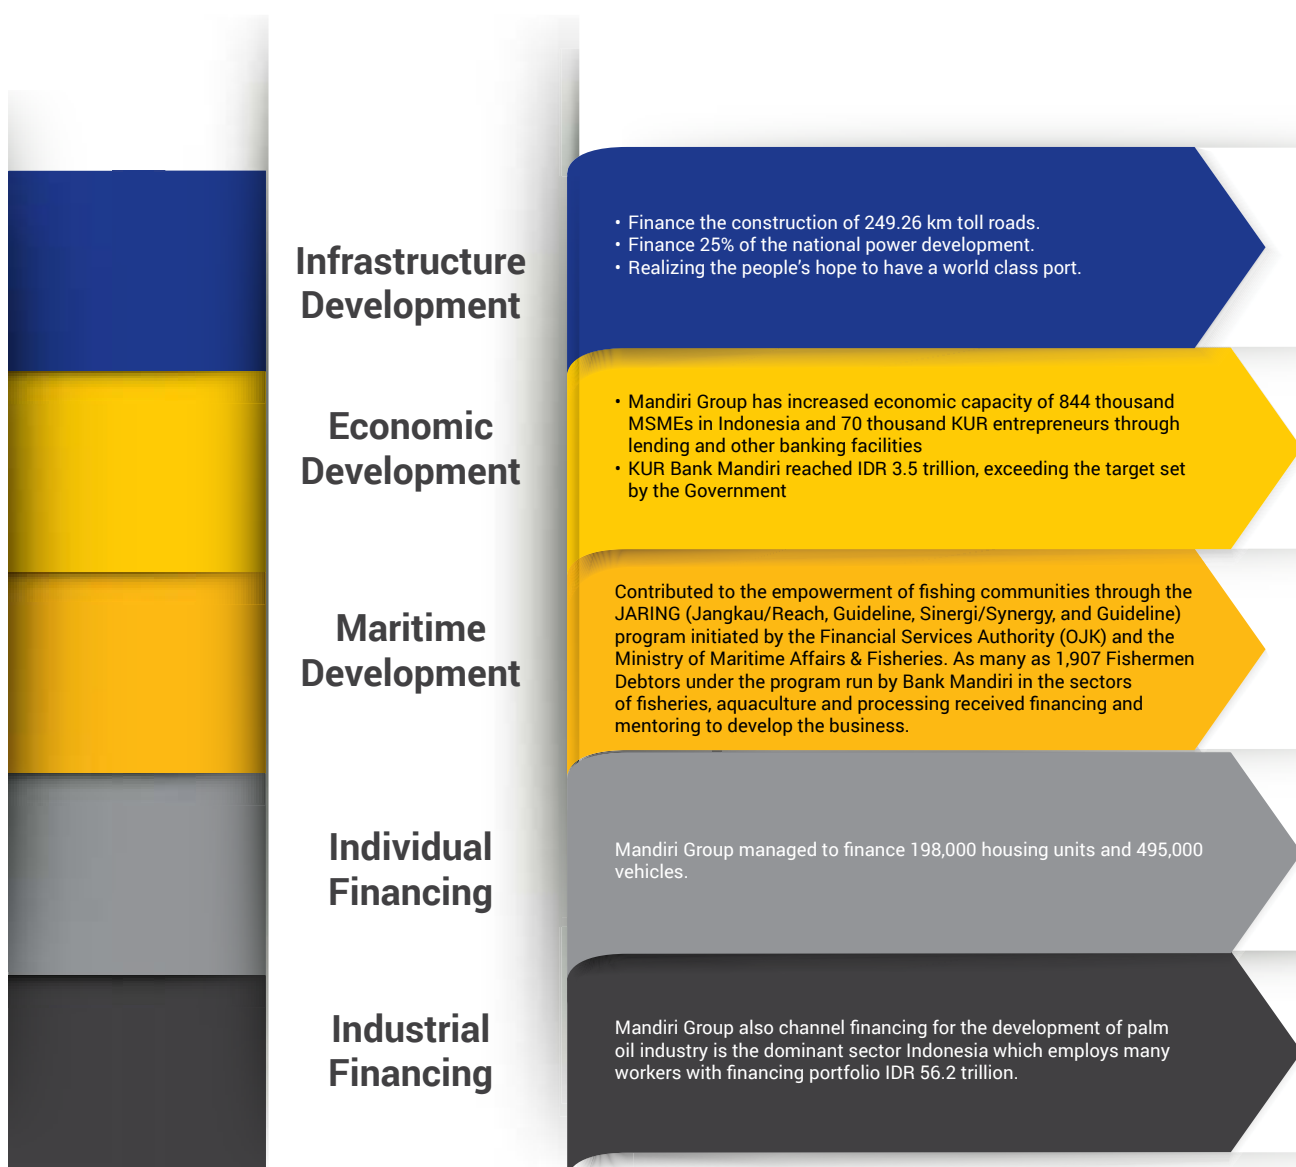 Infrastructure
Development
• Finance the construction of 249.26 km toll roads.
• Finance 25% of the national power development.
• Realizing the people’s hope to have a world class port.
Economic
Development
• Mandiri Group has increased economic capacity of 844 thousand
MSMEs in Indonesia and 70 thousand KUR entrepreneurs through
lending and other banking facilities
• KUR Bank Mandiri reached IDR 3.5 trillion, exceeding the target set
by the Government
Maritime
Development
Contributed to the empowerment of fishing communities through the
JARING (Jangkau/Reach, Guideline, Sinergi/Synergy, and Guideline)
program initiated by the Financial Services Authority (OJK) and the
Ministry of Maritime Affairs & Fisheries. As many as 1,907 Fishermen
Debtors under the program run by Bank Mandiri in the sectors
of fisheries, aquaculture and processing received financing and
mentoring to develop the business.
Individual
Financing
Mandiri Group managed to finance 198,000 housing units and 495,000
vehicles.
Industrial
Financing
Mandiri Group also channel financing for the development of palm
oil industry is the dominant sector Indonesia which employs many
workers with financing portfolio IDR 56.2 trillion.